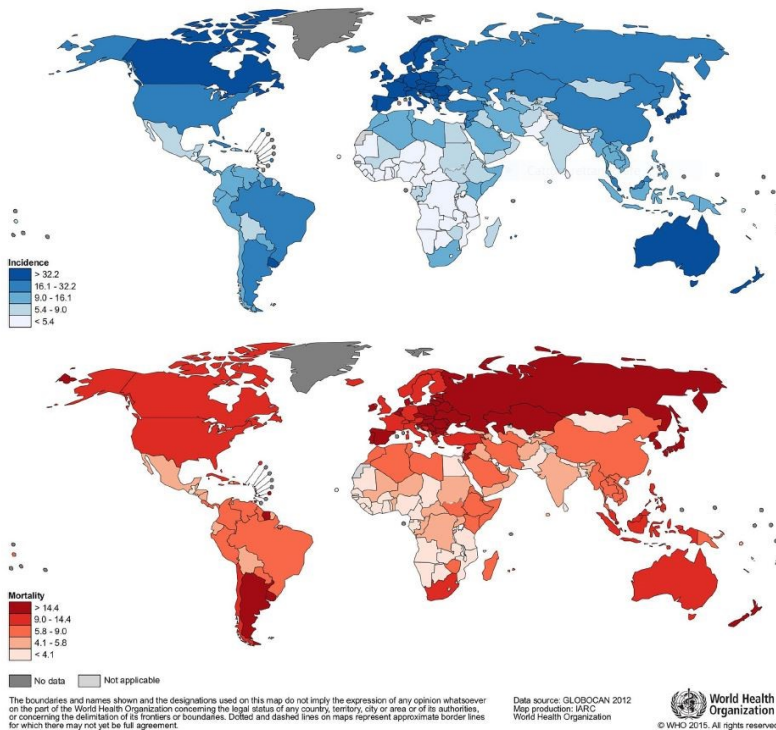 Incidence
> 32.2
16.1 - 32.2
9.0 - 16.1
5.4 - 9.0
< 5.4
Mortality
> 14.4
9.0 - 14.4
5.8 - 9.0
4.1 - 5.8
< 4.1
No data
Not applicable
The boundaries and names shown and the designations used on this map do not imply the expression of any opinion whatsoever
on the part of the World Health Organization concerning the legal status of any country, territory, city or area or of its authorities,
or concerning the delimitation of its frontiers or boundaries. Dotted and dashed lines on maps represent approximate border lines
for which there may not yet be full agreement.
Data source: GLOBOCAN 2012
Map production: IARC
World Health Organization
World Health
Organization
© WHO 2015. All rights reserved